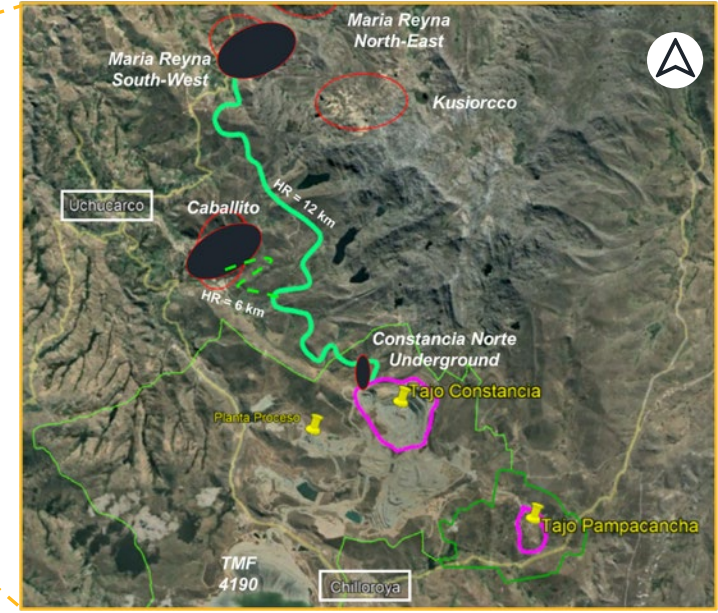 Maria Reyna
North-East
Maria Reyna
South-West
Kusiorcco
HR = 12 km
Uchucarco
Caballito
HR = 6 km
Constancia Norte
Underground
Tajo Constancia
Planta Proceso
Tajo Pampacancha
TMF
4190
Chilloroya